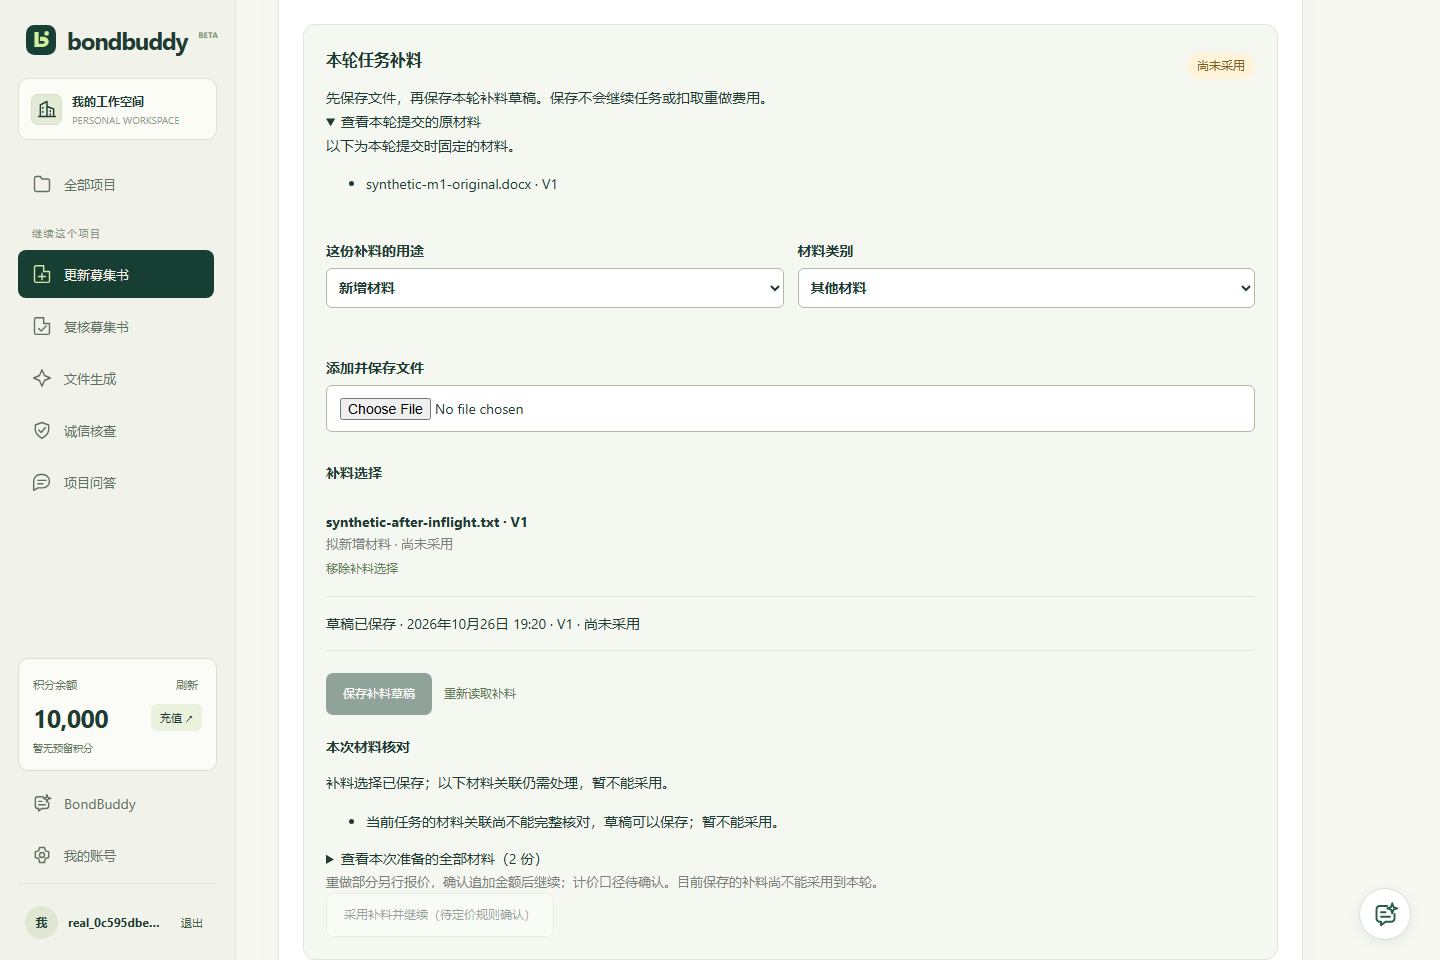 bondbuddy BETA
我的工作空间
PERSONAL WORKSPACE
全部项目
继续这个项目
更新募集书
复核募集书
文件生成
诚信核查
项目问答
积分余额 刷新
10,000 充值 ↗
暂无预留积分
BondBuddy
我的账号
我 real_0c595dbe... 退出
本轮任务补料 尚未采用
先保存文件，再保存本轮补料草稿。保存不会继续任务或扣取重做费用。
▼ 查看本轮提交的原材料
以下为本轮提交时固定的材料。
• synthetic-m1-original.docx · V1
这份补料的用途 材料类别
新增材料 其他材料
添加并保存文件
Choose File No file chosen
补料选择
synthetic-after-inflight.txt · V1
拟新增材料 · 尚未采用
移除补料选择
草稿已保存 · 2026年10月26日 19:20 · V1 · 尚未采用
保存补料草稿 重新读取补料
本次材料核对
补料选择已保存；以下材料关联仍需处理，暂不能采用。
• 当前任务的材料关联尚不能完整核对，草稿可以保存；暂不能采用。
▶ 查看本次准备的全部材料（2 份）
重做部分另行报价，确认追加金额后继续；计价口径待确认。目前保存的补料尚不能采用到本轮。
采用补料并继续（待定价规则确认）